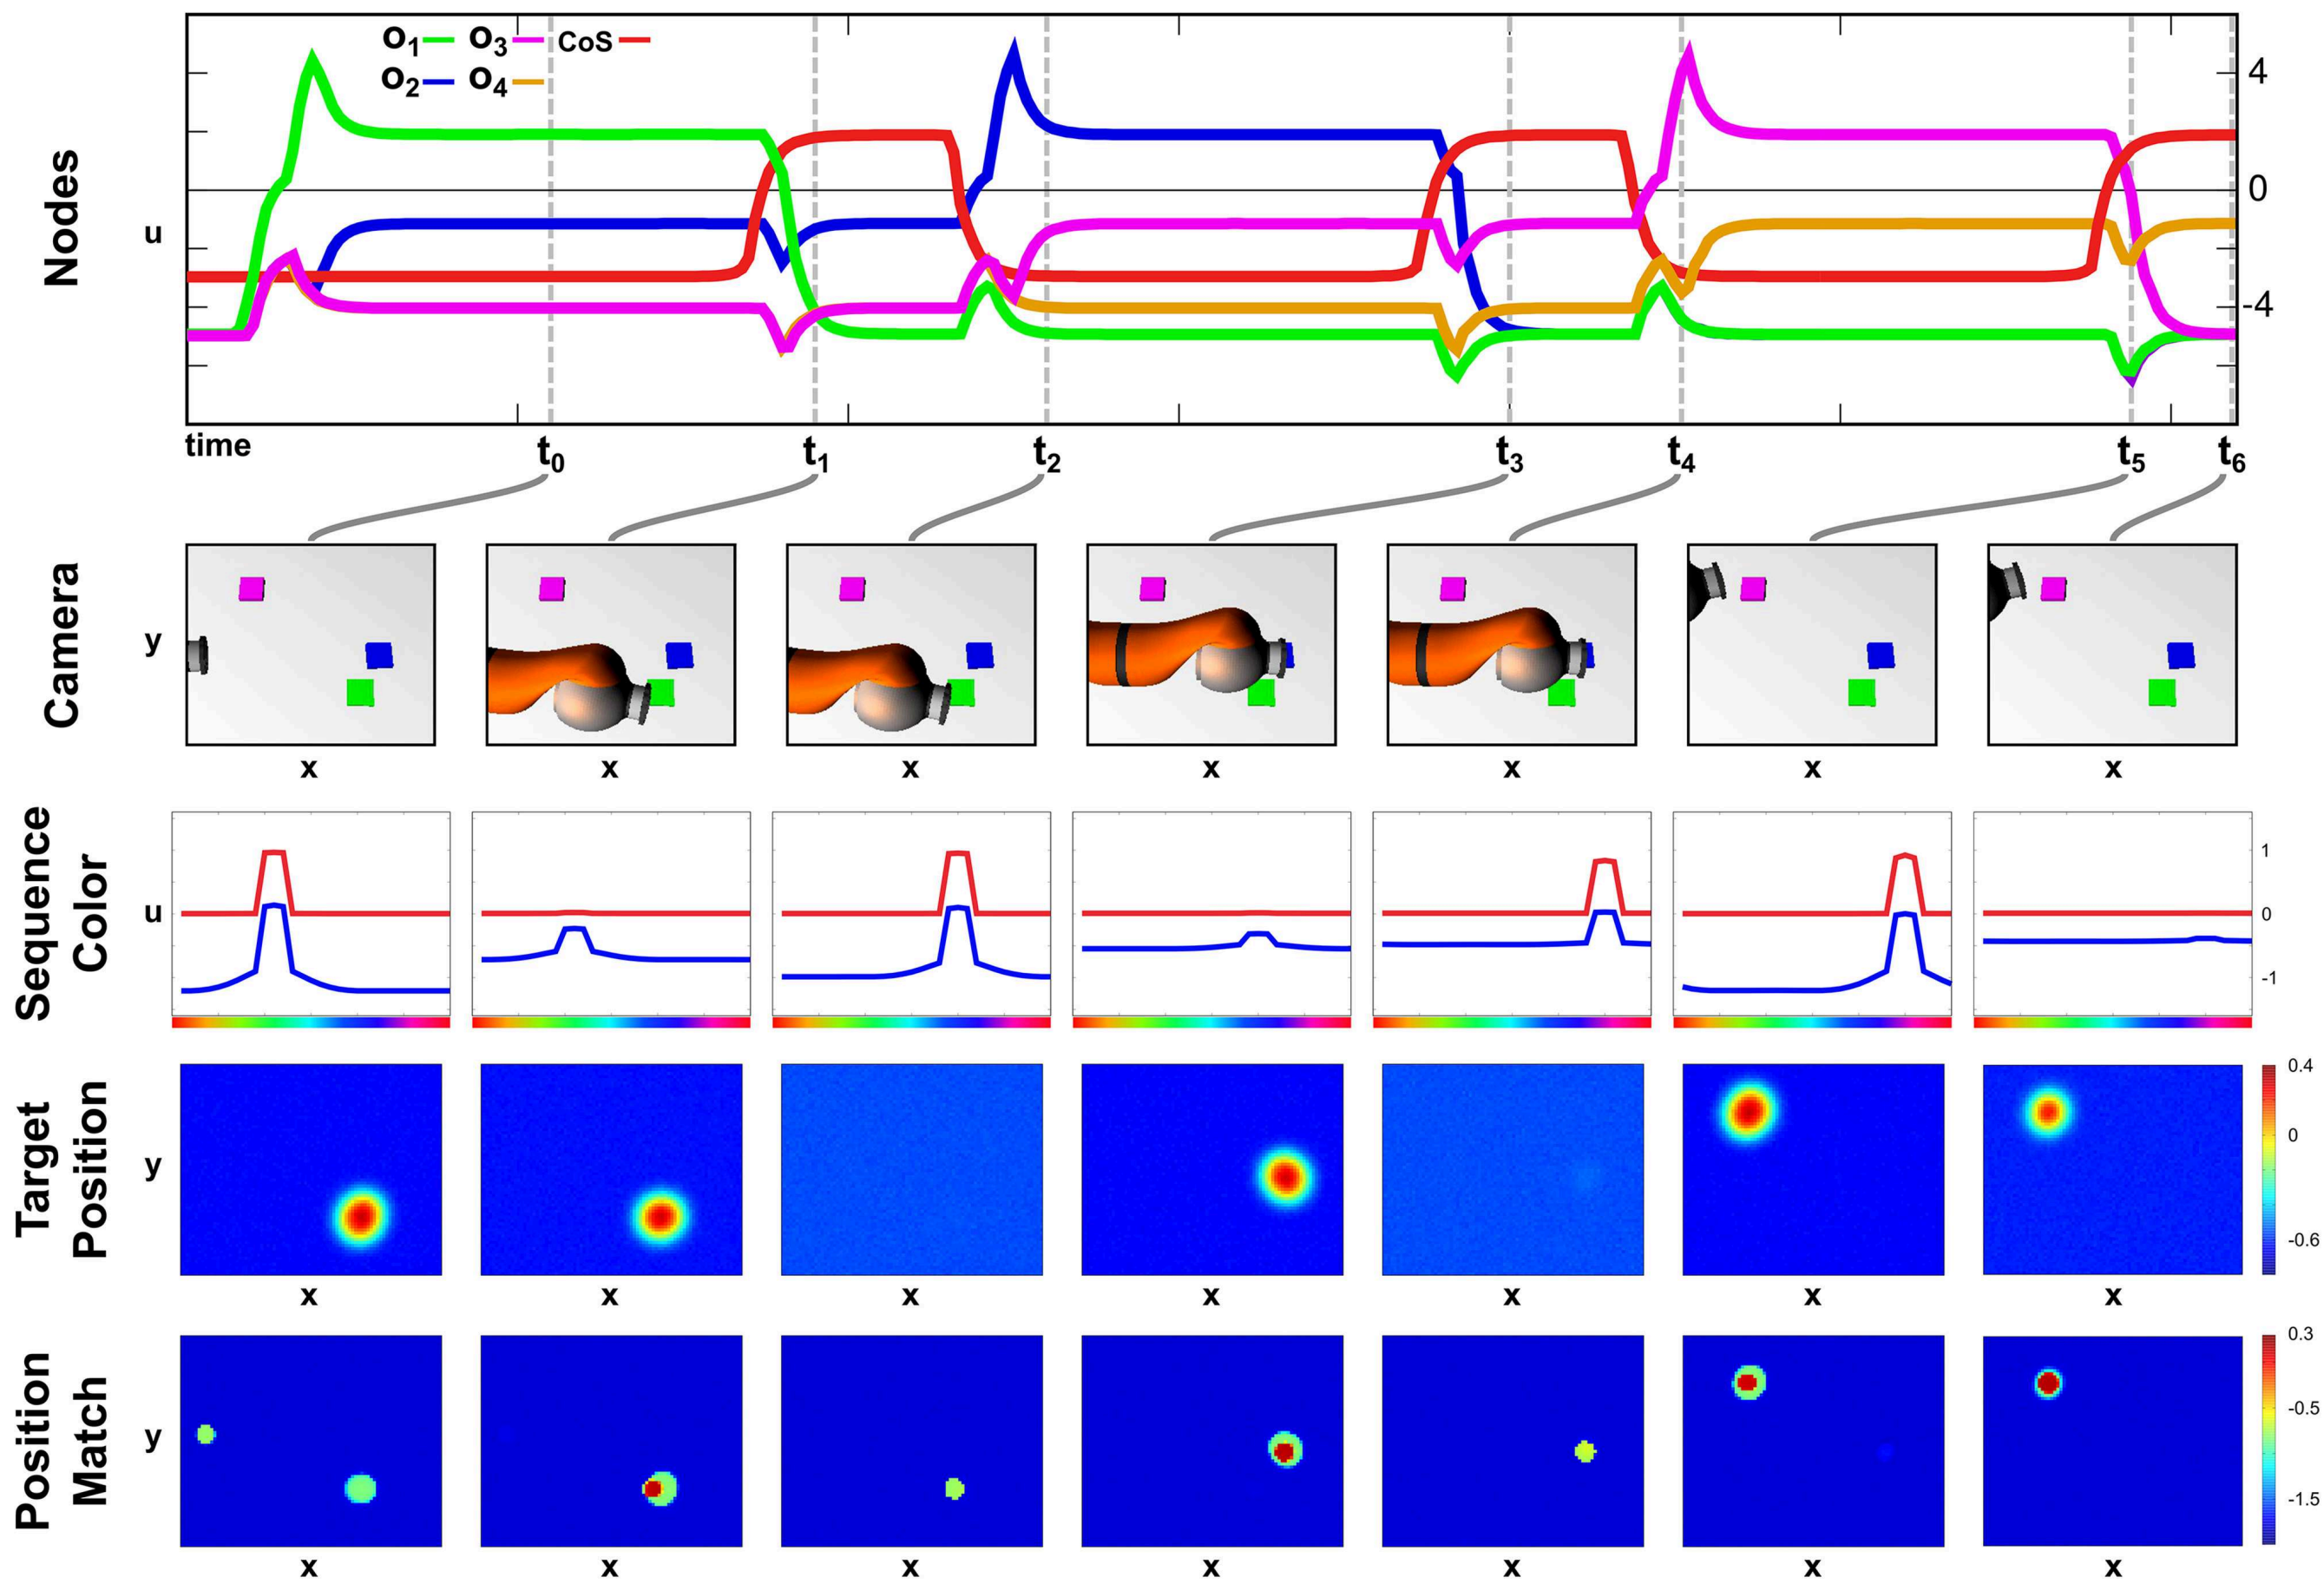 O1 O3 CoS
O2 O4
4
0
-4
Nodes
u
time t0 t1 t2 t3 t4 t5 t6
Camera
y
x x x x x x x
Sequence
Color
u
1
0
-1
Target
Position
y
0.4
0
-0.6
x x x x x x x
Position
Match
y
0.3
-0.5
-1.5
x x x x x x x